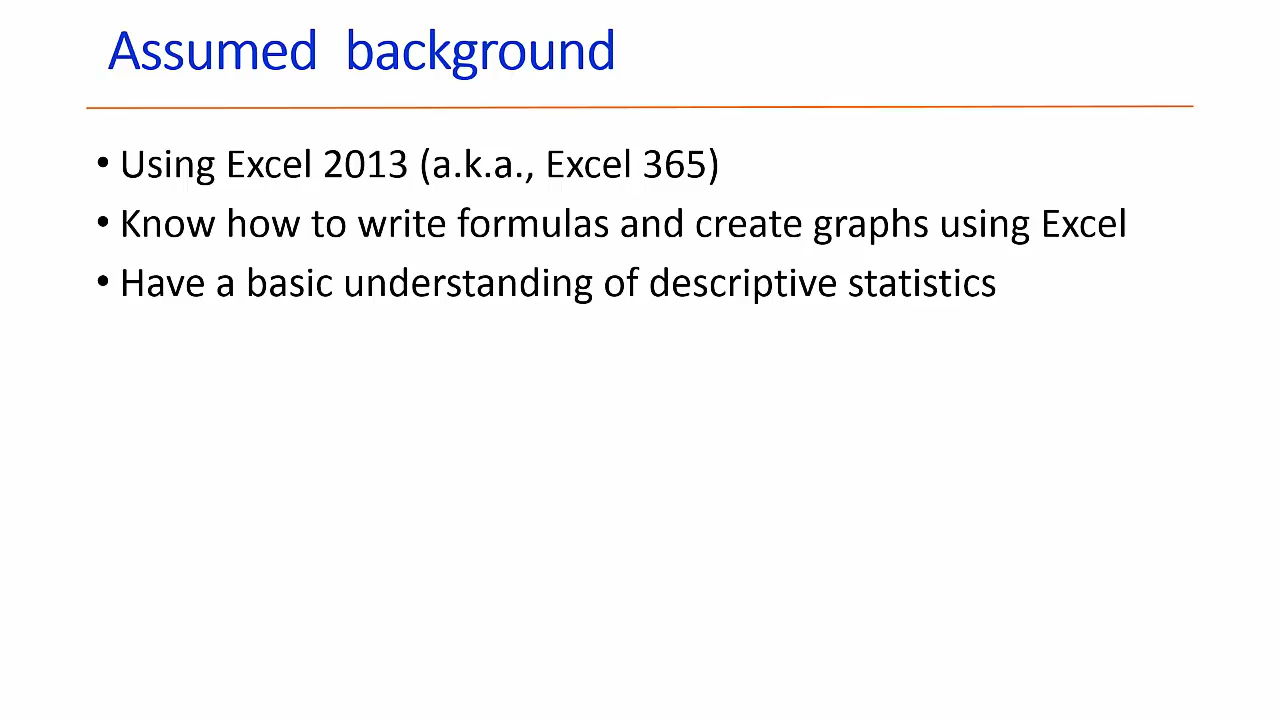 Assumed background
• Using Excel 2013 (a.k.a., Excel 365)
• Know how to write formulas and create graphs using Excel
• Have a basic understanding of descriptive statistics